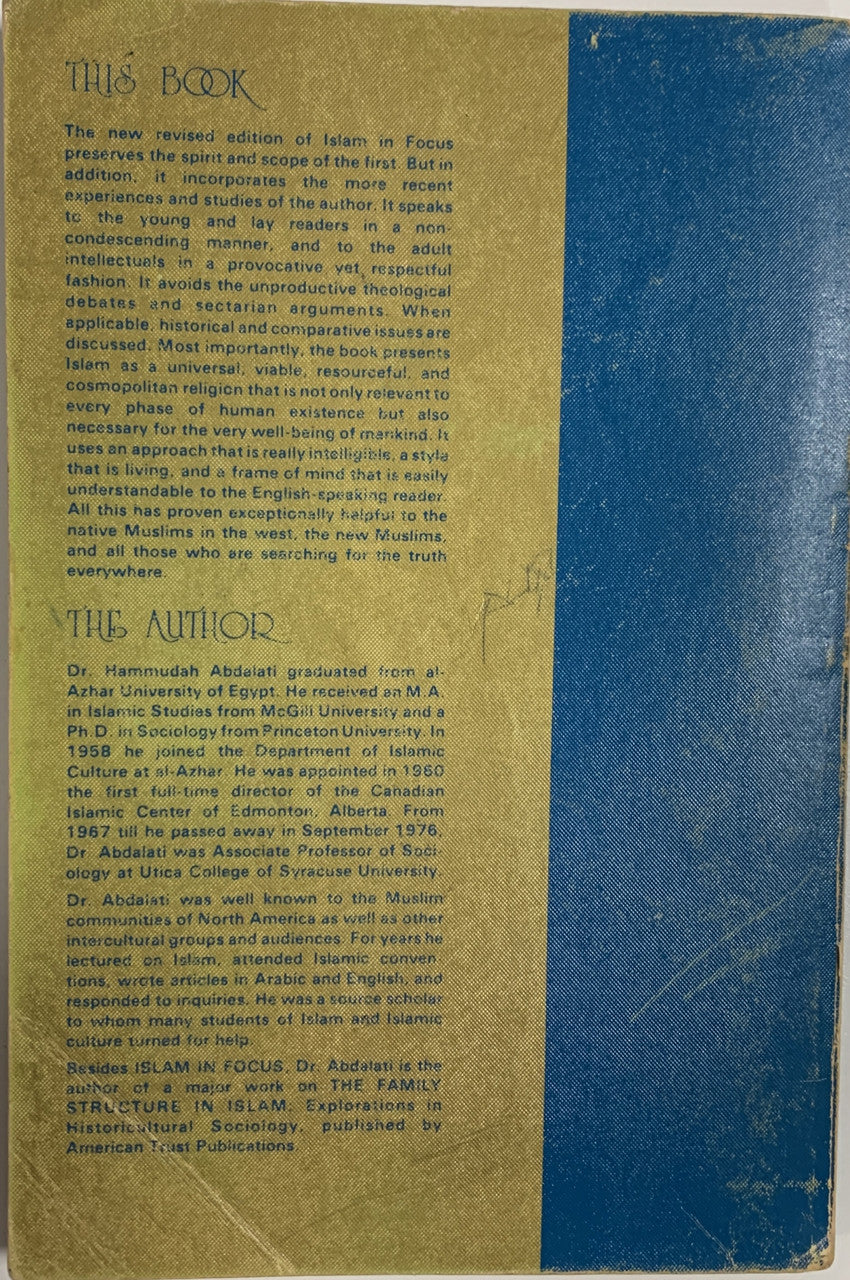 THIS BOOK
The new revised edition of Islam in Focus
preserves the spirit and scope of the first. But in
addition, it incorporates the more recent
experiences and studies of the author. It speaks
to the young and lay readers in a non-
condescending manner, and to the adult
intellectuals in a provocative yet respectful
fashion. It avoids the unproductive theological
debates and sectarian arguments. When
applicable, historical and comparative issues are
discussed. Most importantly, the book presents
Islam as a universal, viable, resourceful, and
cosmopolitan religion that is not only relevant to
every phase of human existence but also
necessary for the very well-being of mankind. It
uses an approach that is really intelligible, a style
that is living, and a frame of mind that is easily
understandable to the English-speaking reader.
All this has proven exceptionally helpful to the
native Muslims in the west, the new Muslims,
and all those who are searching for the truth
everywhere.
THE AUTHOR
Dr. Hammudah Abdalati graduated from al-
Azhar University of Egypt. He received an M.A.
in Islamic Studies from McGill University and a
Ph.D. in Sociology from Princeton University. In
1958 he joined the Department of Islamic
Culture at al-Azhar. He was appointed in 1960
the first full-time director of the Canadian
Islamic Center of Edmonton, Alberta. From
1967 till he passed away in September 1976,
Dr. Abdalati was Associate Professor of Soci-
ology at Utica College of Syracuse University.
Dr. Abdalati was well known to the Muslim
communities of North America as well as other
intercultural groups and audiences. For years he
lectured on Islam, attended Islamic conven-
tions, wrote articles in Arabic and English, and
responded to inquiries. He was a source scholar
to whom many students of Islam and Islamic
culture turned for help.
Besides ISLAM IN FOCUS, Dr. Abdalati is the
author of a major work on THE FAMILY
STRUCTURE IN ISLAM: Explorations in
Historicultural Sociology, published by
American Trust Publications.